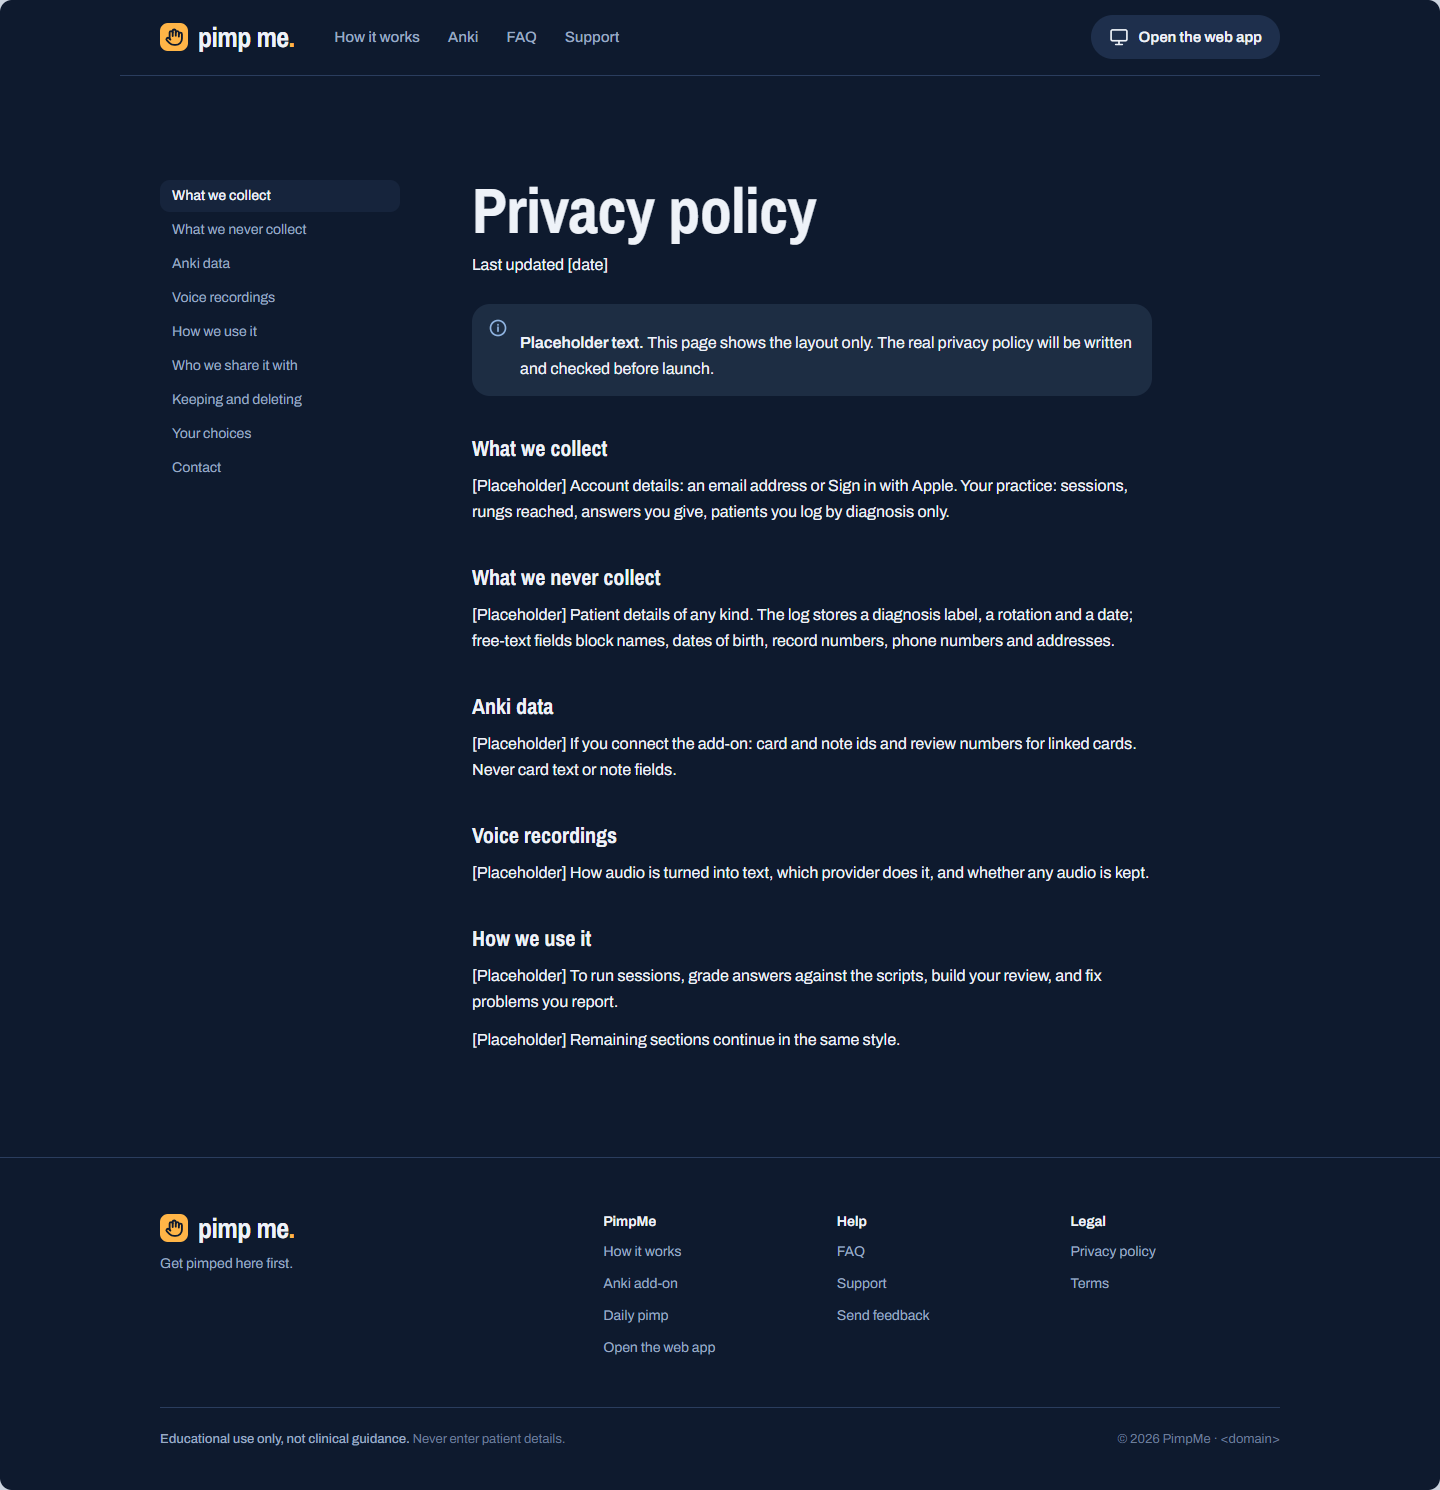 pimp me.
How it works
Anki
FAQ
Support
Open the web app
What we collect
What we never collect
Anki data
Voice recordings
How we use it
Who we share it with
Keeping and deleting
Your choices
Contact
Privacy policy
Last updated [date]
Placeholder text. This page shows the layout only. The real privacy policy will be written
and checked before launch.
What we collect
[Placeholder] Account details: an email address or Sign in with Apple. Your practice: sessions,
rungs reached, answers you give, patients you log by diagnosis only.
What we never collect
[Placeholder] Patient details of any kind. The log stores a diagnosis label, a rotation and a date;
free-text fields block names, dates of birth, record numbers, phone numbers and addresses.
Anki data
[Placeholder] If you connect the add-on: card and note ids and review numbers for linked cards.
Never card text or note fields.
Voice recordings
[Placeholder] How audio is turned into text, which provider does it, and whether any audio is kept.
How we use it
[Placeholder] To run sessions, grade answers against the scripts, build your review, and fix
problems you report.
[Placeholder] Remaining sections continue in the same style.
pimp me.
Get pimped here first.
PimpMe
How it works
Anki add-on
Daily pimp
Open the web app
Help
FAQ
Support
Send feedback
Legal
Privacy policy
Terms
Educational use only, not clinical guidance. Never enter patient details.
© 2026 PimpMe · <domain>